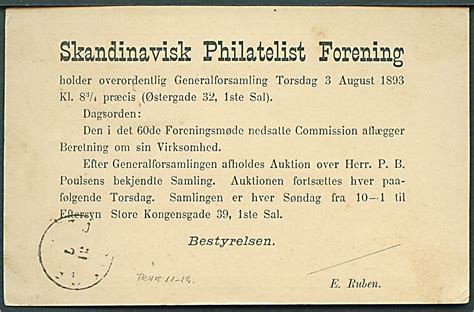 Skandinavisk Philatelist Forening
holder overordentlig Generalforsamling Torsdag 3 August 1893
Kl. 8¾ præcis (Østergade 32, 1ste Sal).
Dagsorden:
Den i det 60de Foreningsmøde nedsatte Commission aflægger
Beretning om sin Virksomhed.
Efter Generalforsamlingen afholdes Auktion over Herr. P. B.
Poulsens bekjendte Samling. Auktionen fortsættes hver paa-
følgende Torsdag. Samlingen er hver Søndag fra 10—1 til
Eftersyn Store Kongensgade 39, 1ste Sal.
Bestyrelsen.
E. Ruben.